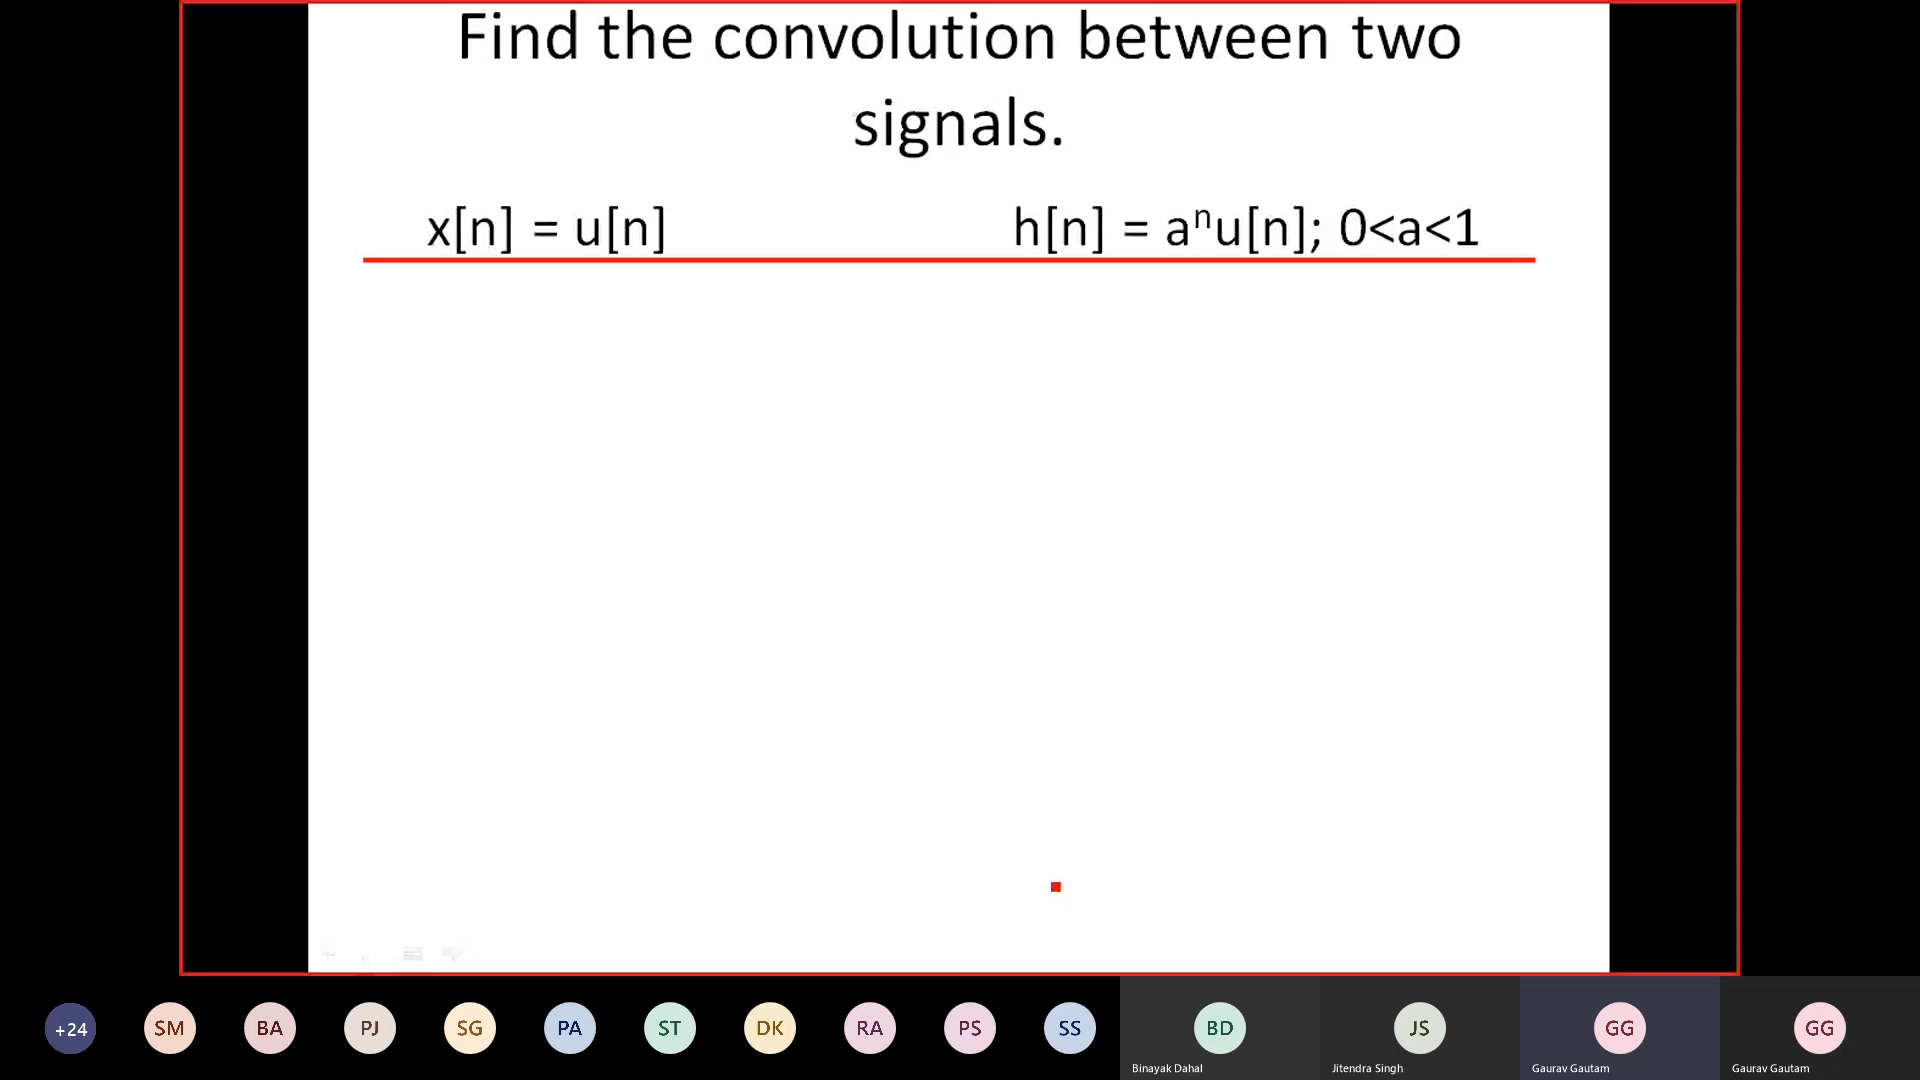 Find the convolution between two
signals.
x[n] = u[n] h[n] = aⁿu[n]; 0<a<1
+24 SM BA PJ SG PA ST DK RA PS SS BD JS GG GG
Binayak Dahal Jitendra Singh Gaurav Gautam Gaurav Gautam